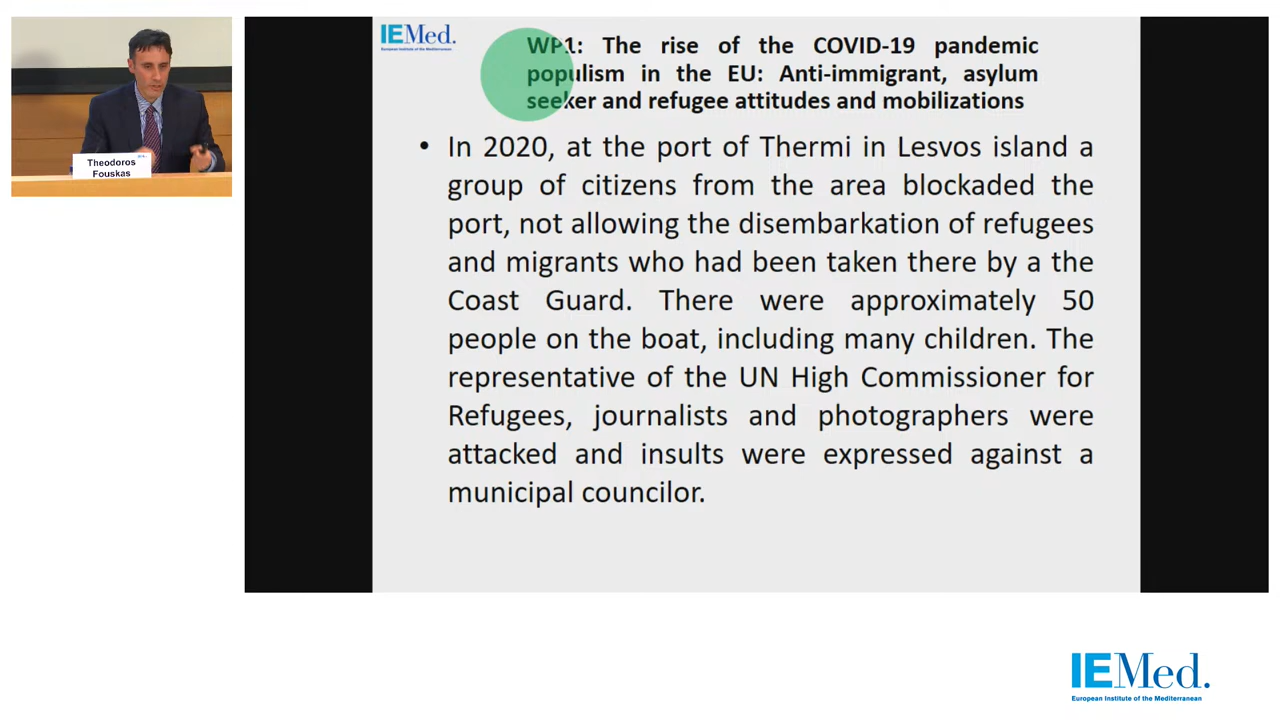 Theodoros
Fouskas
IEMed.
European Institute of the Mediterranean
WP1: The rise of the COVID-19 pandemic
populism in the EU: Anti-immigrant, asylum
seeker and refugee attitudes and mobilizations
• In 2020, at the port of Thermi in Lesvos island a
group of citizens from the area blockaded the
port, not allowing the disembarkation of refugees
and migrants who had been taken there by a the
Coast Guard. There were approximately 50
people on the boat, including many children. The
representative of the UN High Commissioner for
Refugees, journalists and photographers were
attacked and insults were expressed against a
municipal councilor.
IEMed.
European Institute of the Mediterranean